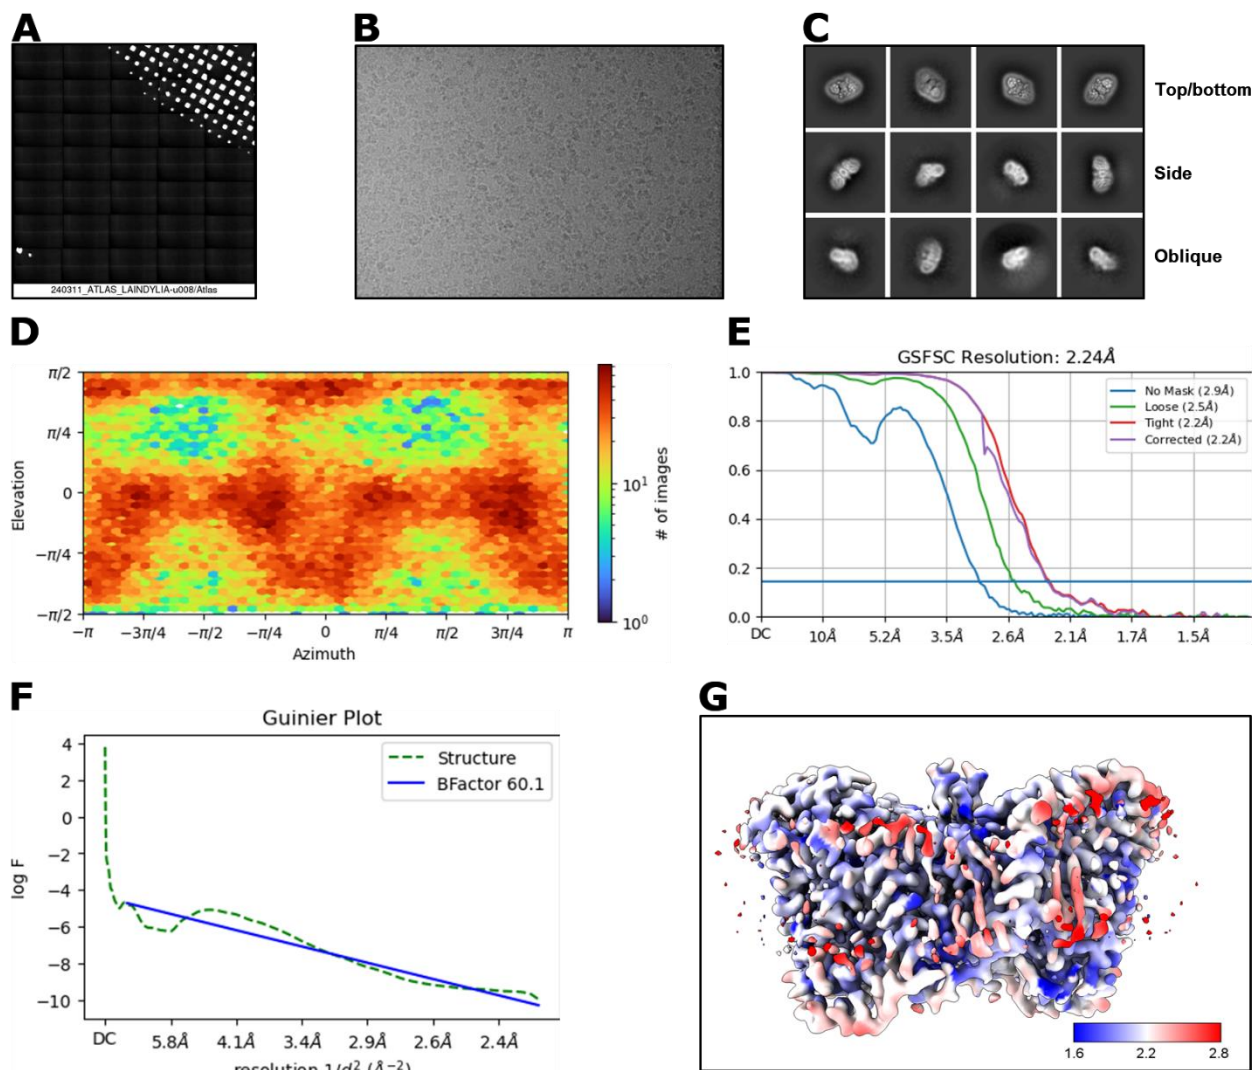 A
240311_ATLAS_LAINDYLIA-u008/Atlas
B
C
Top/bottom
Side
Oblique
D
π/2
π/4
0
−π/4
−π/2
Elevation
−π
−3π/4
−π/2
−π/4
0
π/4
π/2
3π/4
π
Azimuth
10¹
10⁰
# of images
E
GSFSC Resolution: 2.24Å
No Mask (2.9Å)
Loose (2.5Å)
Tight (2.2Å)
Corrected (2.2Å)
1.0
0.8
0.6
0.4
0.2
0.0
DC
10Å
5.2Å
3.5Å
2.6Å
2.1Å
1.7Å
1.5Å
F
Guinier Plot
Structure
BFactor 60.1
4
2
0
−2
−4
−6
−8
−10
log F
DC
5.8Å
4.1Å
3.4Å
2.9Å
2.6Å
2.4Å
resolution 1/d² (Å⁻²)
G
1.6
2.2
2.8